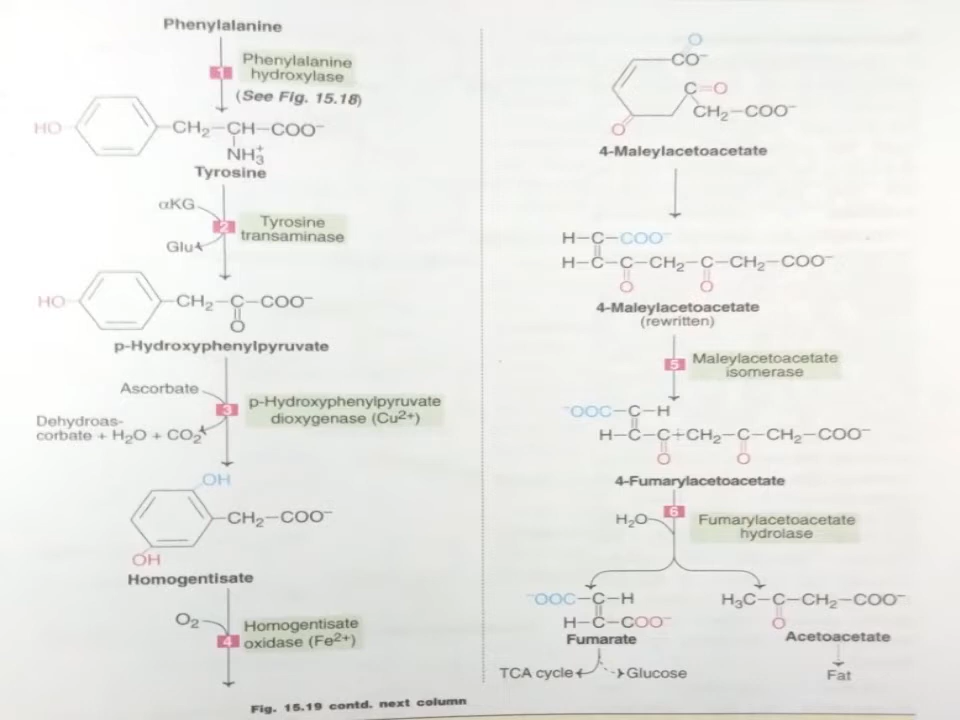 Phenylalanine
1 Phenylalanine
hydroxylase
(See Fig. 15.18)
HO CH₂–CH–COO⁻
NH₃⁺
Tyrosine
αKG
2 Tyrosine
transaminase
Glu
HO CH₂–C–COO⁻
O
p-Hydroxyphenylpyruvate
Ascorbate
3 p-Hydroxyphenylpyruvate
dioxygenase (Cu²⁺)
Dehydroas-
corbate + H₂O + CO₂
OH
CH₂–COO⁻
OH
Homogentisate
O₂
4 Homogentisate
oxidase (Fe²⁺)
Fig. 15.19 contd. next column
O
CO⁻
C=O
CH₂–COO⁻
O
4-Maleylacetoacetate
H–C–COO⁻
H–C–C–CH₂–C–CH₂–COO⁻
O O
4-Maleylacetoacetate
(rewritten)
5 Maleylacetoacetate
isomerase
⁻OOC–C–H
H–C–C–CH₂–C–CH₂–COO⁻
O O
4-Fumarylacetoacetate
H₂O 6 Fumarylacetoacetate
hydrolase
⁻OOC–C–H
H–C–COO⁻
Fumarate
TCA cycle Glucose
H₃C–C–CH₂–COO⁻
O
Acetoacetate
Fat